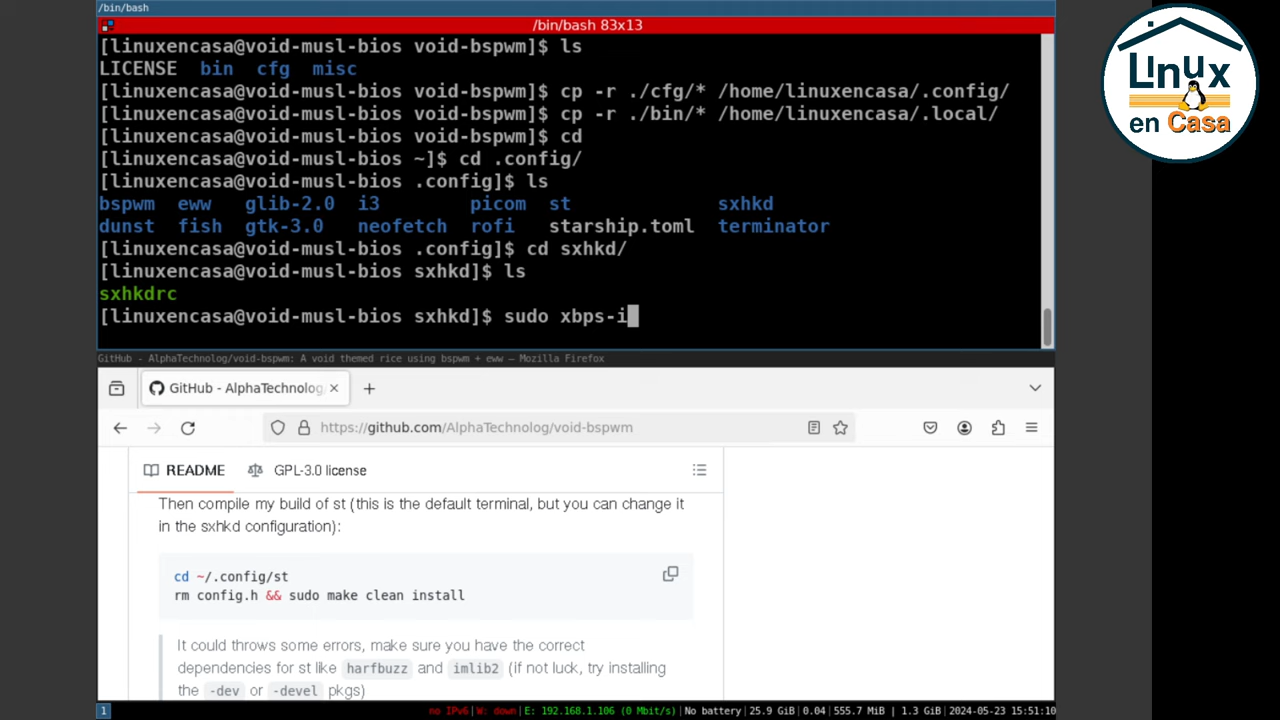 /bin/bash
/bin/bash 83x13
[linuxencasa@void-musl-bios void-bspwm]$ ls
LICENSE bin cfg misc
[linuxencasa@void-musl-bios void-bspwm]$ cp -r ./cfg/* /home/linuxencasa/.config/
[linuxencasa@void-musl-bios void-bspwm]$ cp -r ./bin/* /home/linuxencasa/.local/
[linuxencasa@void-musl-bios void-bspwm]$ cd
[linuxencasa@void-musl-bios ~]$ cd .config/
[linuxencasa@void-musl-bios .config]$ ls
bspwm eww glib-2.0 i3 picom st sxhkd
dunst fish gtk-3.0 neofetch rofi starship.toml terminator
[linuxencasa@void-musl-bios .config]$ cd sxhkd/
[linuxencasa@void-musl-bios sxhkd]$ ls
sxhkdrc
[linuxencasa@void-musl-bios sxhkd]$ sudo xbps-i
Linux
en Casa
GitHub - AlphaTechnolog/void-bspwm: A void themed rice using bspwm + eww — Mozilla Firefox
GitHub - AlphaTechnolog
https://github.com/AlphaTechnolog/void-bspwm
README GPL-3.0 license
Then compile my build of st (this is the default terminal, but you can change it
in the sxhkd configuration):
cd ~/.config/st
rm config.h && sudo make clean install
It could throws some errors, make sure you have the correct
dependencies for st like harfbuzz and imlib2 (if not luck, try installing
the -dev or -devel pkgs)
1 no IPv6|W: down|E: 192.168.1.106 (0 Mbit/s)|No battery|25.9 GiB|0.04|555.7 MiB | 1.3 GiB|2024-05-23 15:51:10